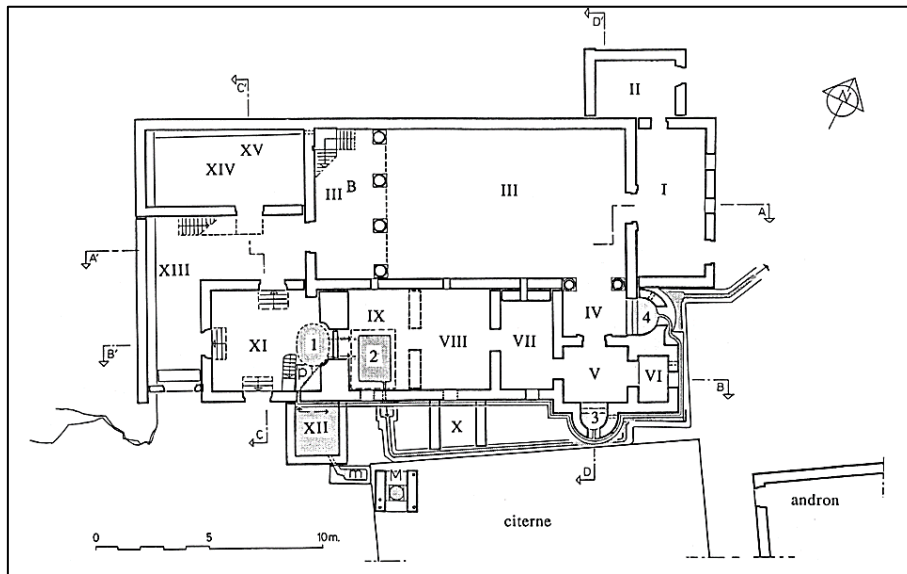 D'
C'
II
N
XV
XIV
III B
III
I
A
A'
XIII
IX
IV
4
XI
1
VIII
VII
B'
2
V
VI
p
B
3
C
XII
X
D
m
M
citerne
andron
0 5 10m.